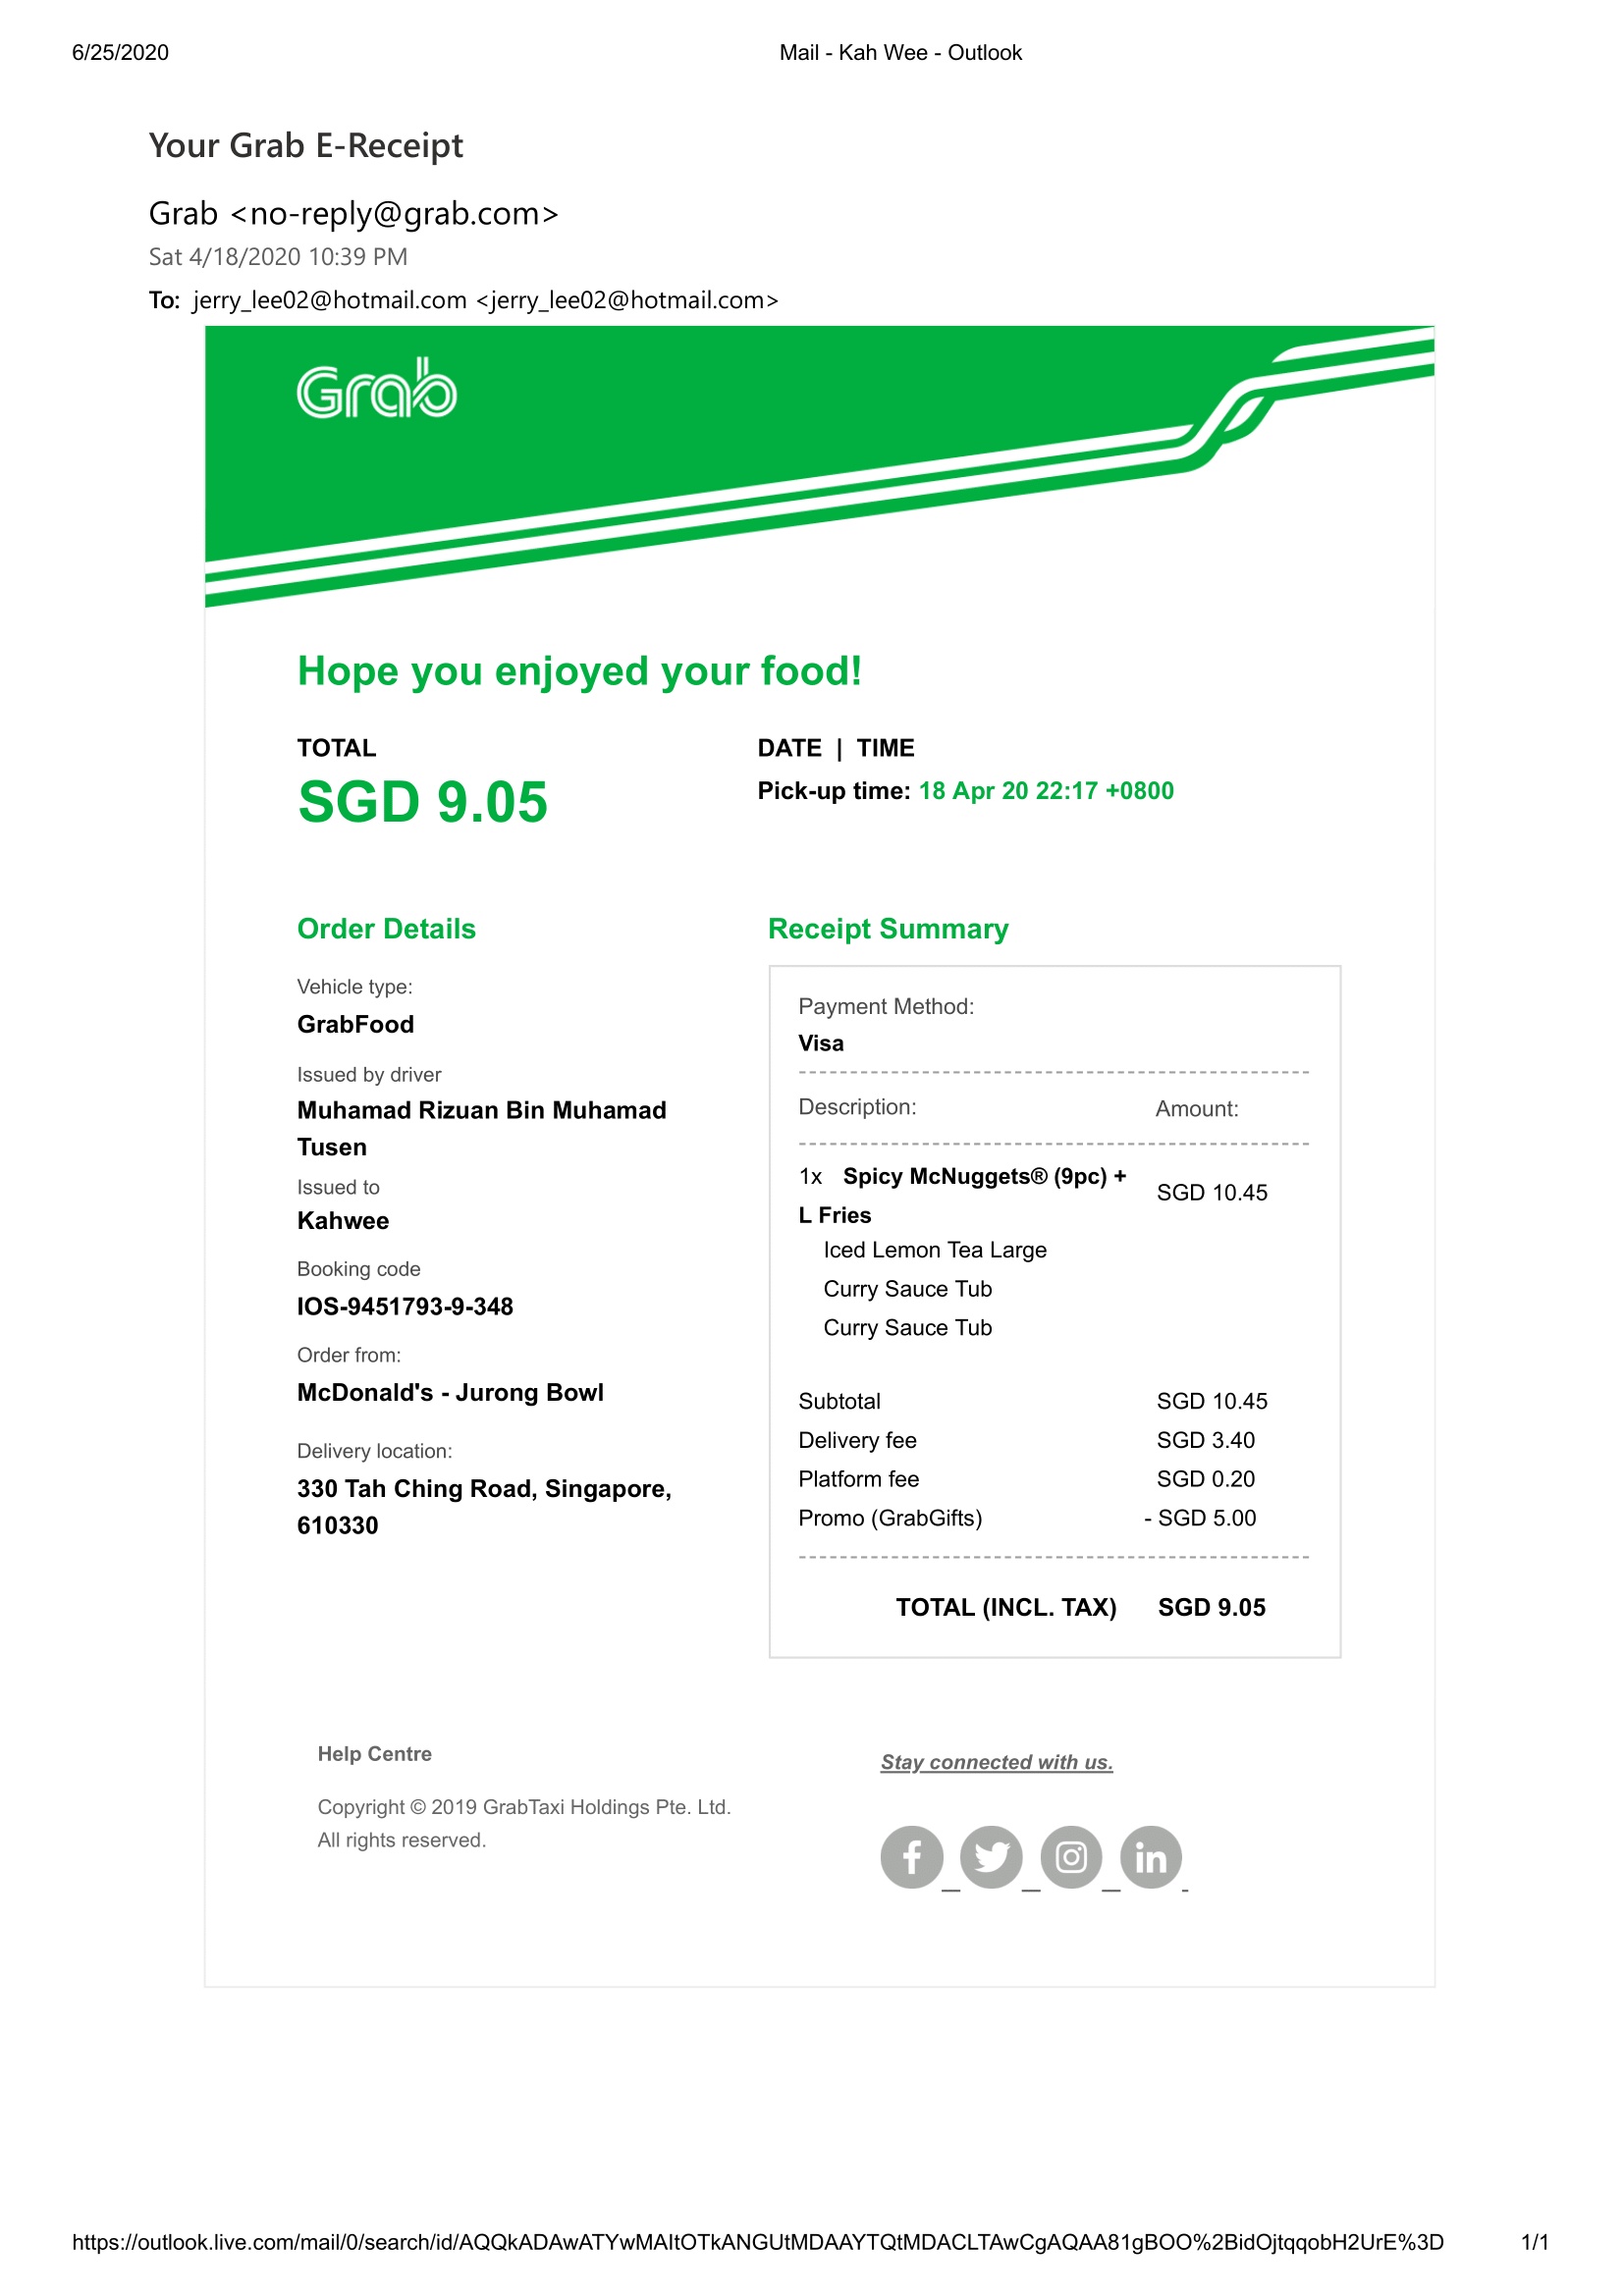 6/25/2020
Mail - Kah Wee - Outlook
Your Grab E-Receipt
Grab <no-reply@grab.com>
Sat 4/18/2020 10:39 PM
To: jerry_lee02@hotmail.com <jerry_lee02@hotmail.com>
Grab
Hope you enjoyed your food!
TOTAL
SGD 9.05
DATE | TIME
Pick-up time: 18 Apr 20 22:17 +0800
Order Details
Vehicle type:
GrabFood
Issued by driver
Muhamad Rizuan Bin Muhamad
Tusen
Issued to
Kahwee
Booking code
IOS-9451793-9-348
Order from:
McDonald's - Jurong Bowl
Delivery location:
330 Tah Ching Road, Singapore,
610330
Receipt Summary
Payment Method:
Visa
Description: Amount:
1x Spicy McNuggets® (9pc) + SGD 10.45
L Fries
Iced Lemon Tea Large
Curry Sauce Tub
Curry Sauce Tub
Subtotal SGD 10.45
Delivery fee SGD 3.40
Platform fee SGD 0.20
Promo (GrabGifts) - SGD 5.00
TOTAL (INCL. TAX) SGD 9.05
Help Centre
Copyright © 2019 GrabTaxi Holdings Pte. Ltd.
All rights reserved.
Stay connected with us.
https://outlook.live.com/mail/0/search/id/AQQkADAwATYwMAItOTkANGUtMDAAYTQtMDACLTAwCgAQAA81gBOO%2BidOjtqqobH2UrE%3D
1/1